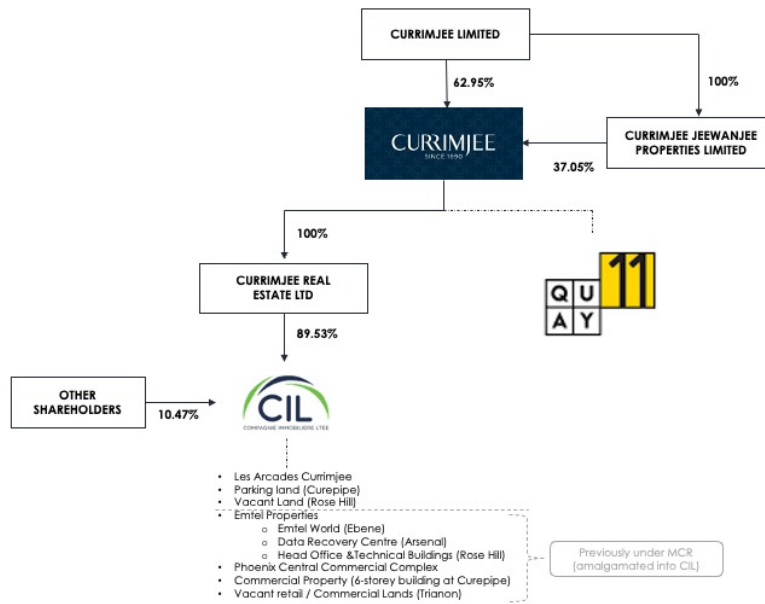 CURRIMJEE LIMITED
62.95%
100%
CURRIMJEE
SINCE 1890
CURRIMJEE JEEWANJEE
PROPERTIES LIMITED
37.05%
100%
CURRIMJEE REAL
ESTATE LTD
QU
AY
11
89.53%
OTHER
SHAREHOLDERS
10.47%
CIL
COMPAGNIE IMMOBILIERE LTEE
• Les Arcades Currimjee
• Parking land (Curepipe)
• Vacant Land (Rose Hill)
• Emtel Properties
o Emtel World (Ebene)
o Data Recovery Centre (Arsenal)
o Head Office &Technical Buildings (Rose Hill)
• Phoenix Central Commercial Complex
• Commercial Property (6-storey building at Curepipe)
• Vacant retail / Commercial Lands (Trianon)
Previously under MCR
(amalgamated into CIL)